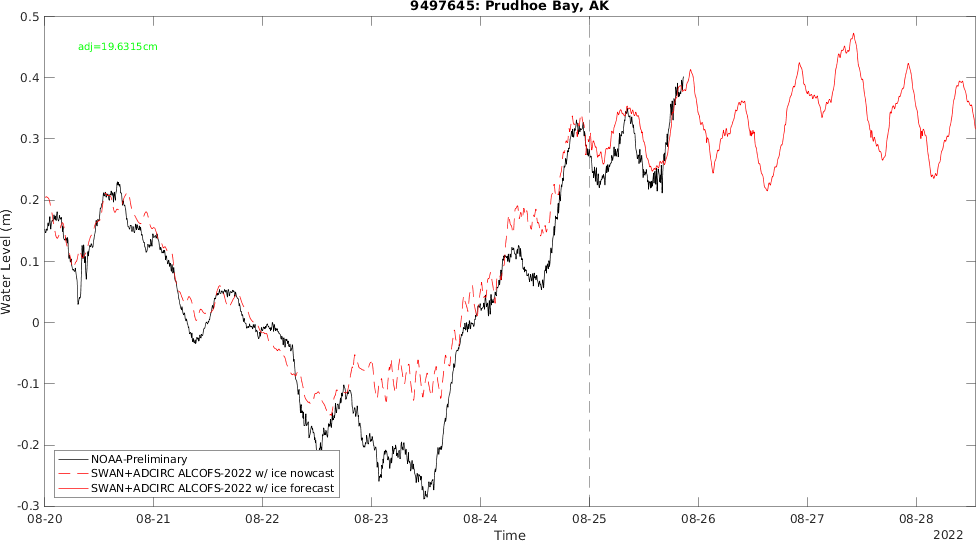 9497645: Prudhoe Bay, AK
adj=19.6315cm
0.5
0.4
0.3
0.2
0.1
0
-0.1
-0.2
-0.3
Water Level (m)
NOAA-Preliminary
SWAN+ADCIRC ALCOFS-2022 w/ ice nowcast
SWAN+ADCIRC ALCOFS-2022 w/ ice forecast
08-20 08-21 08-22 08-23 08-24 08-25 08-26 08-27 08-28
Time
2022